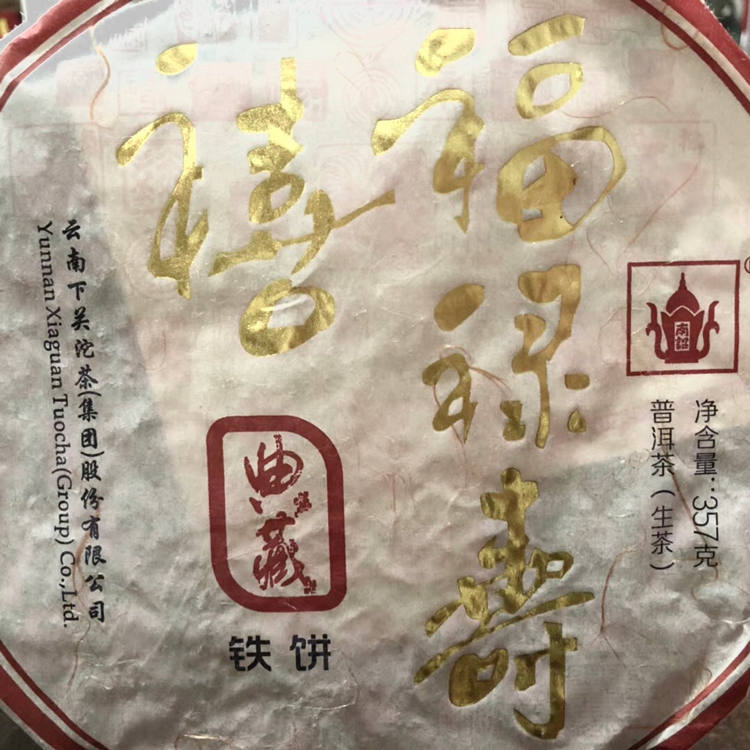 福禄寿
禧
南詔
®
净含量:357克
普洱茶(生茶)
典藏
铁饼
云南下关沱茶(集团)股份有限公司
Yunnan Xiaguan Tuocha(Group) Co.,Ltd.